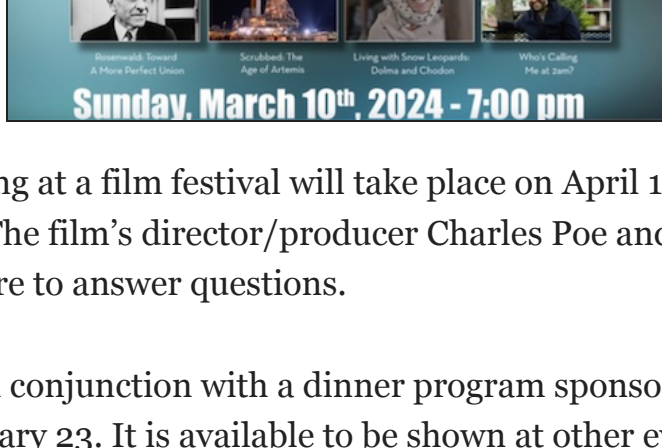 Rosenwald: Toward Scrubbed: The Living with Snow Leopards: Who's Calling
A More Perfect Union Age of Artemis Dolma and Chodon Me at 2am?
Sunday, March 10th, 2024 - 7:00 pm
ng at a film festival will take place on April 1
The film's director/producer Charles Poe and
re to answer questions.
conjunction with a dinner program sponso
ary 23. It is available to be shown at other e